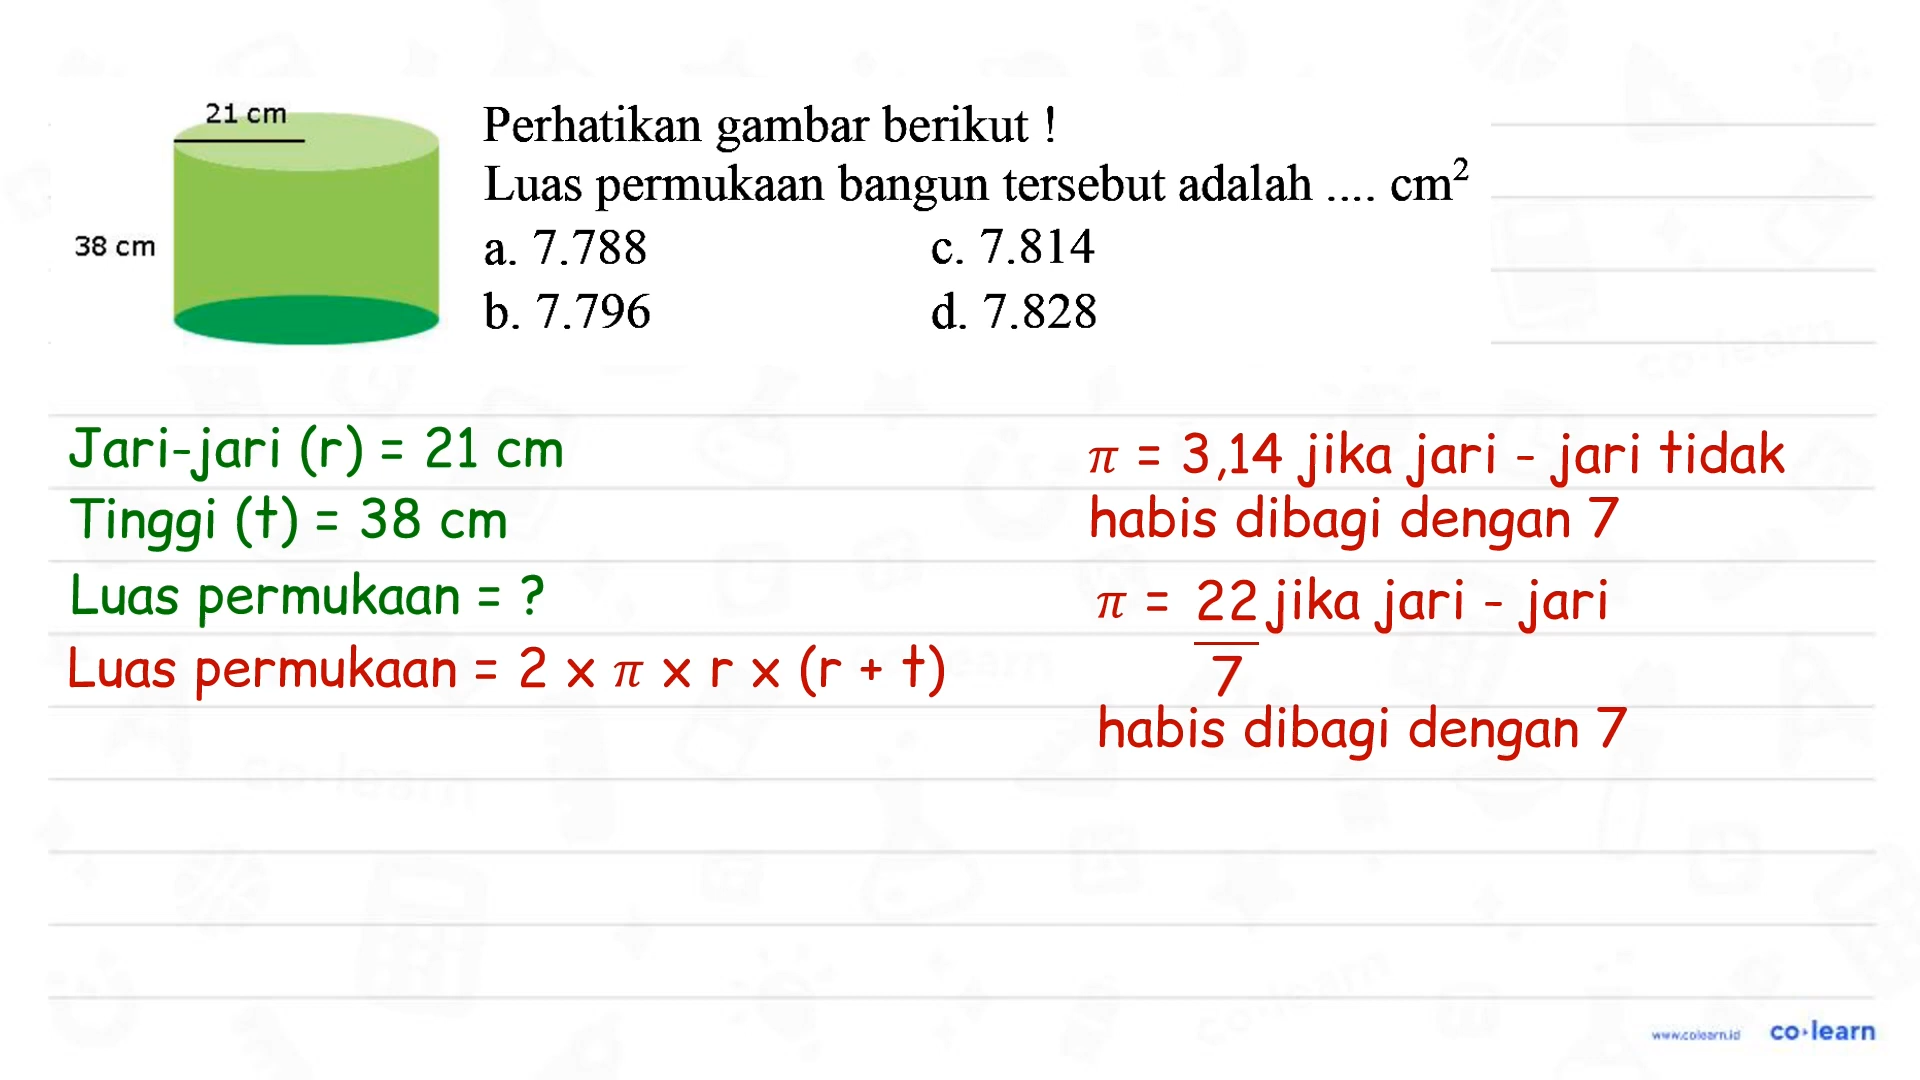 21 cm
38 cm
Perhatikan gambar berikut !
Luas permukaan bangun tersebut adalah .... cm²
a. 7.788 c. 7.814
b. 7.796 d. 7.828
Jari-jari (r) = 21 cm
Tinggi (t) = 38 cm
Luas permukaan = ?
Luas permukaan = 2 x π x r x (r + t)
π = 3,14 jika jari - jari tidak
habis dibagi dengan 7
π = 22/7 jika jari - jari
habis dibagi dengan 7
www.colearn.id co·learn